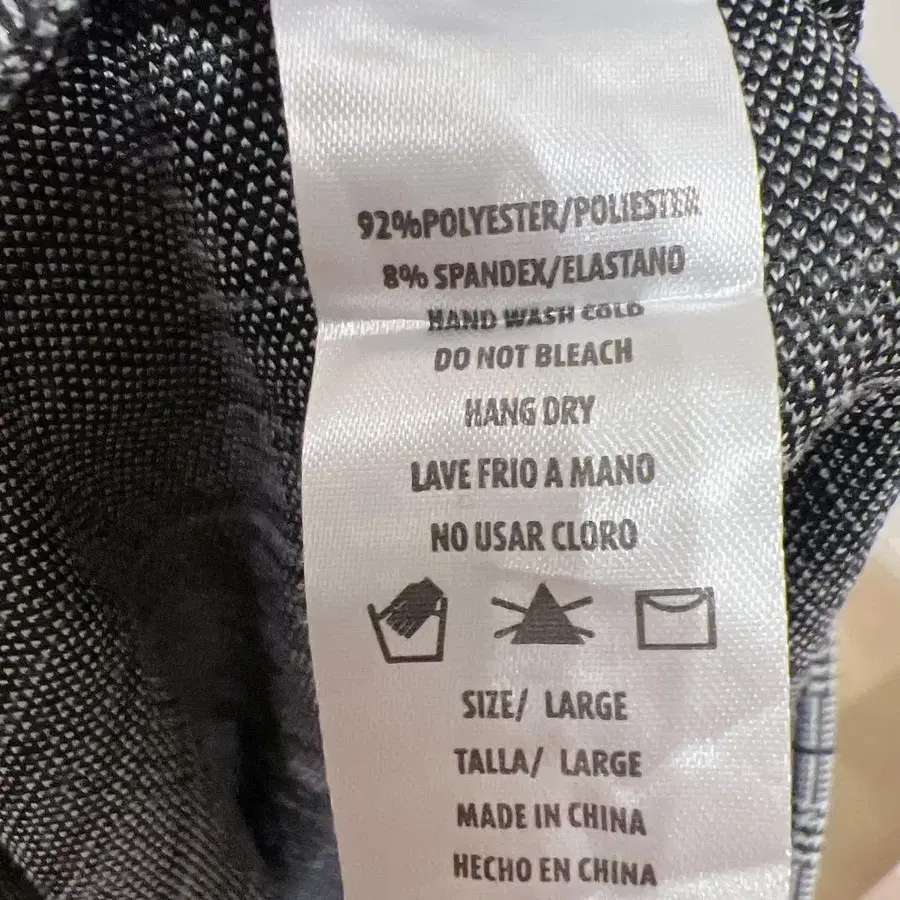 92%POLYESTER/POLIESTER
8% SPANDEX/ELASTANO
HAND WASH COLD
DO NOT BLEACH
HANG DRY
LAVE FRIO A MANO
NO USAR CLORO
SIZE/ LARGE
TALLA/ LARGE
MADE IN CHINA
HECHO EN CHINA